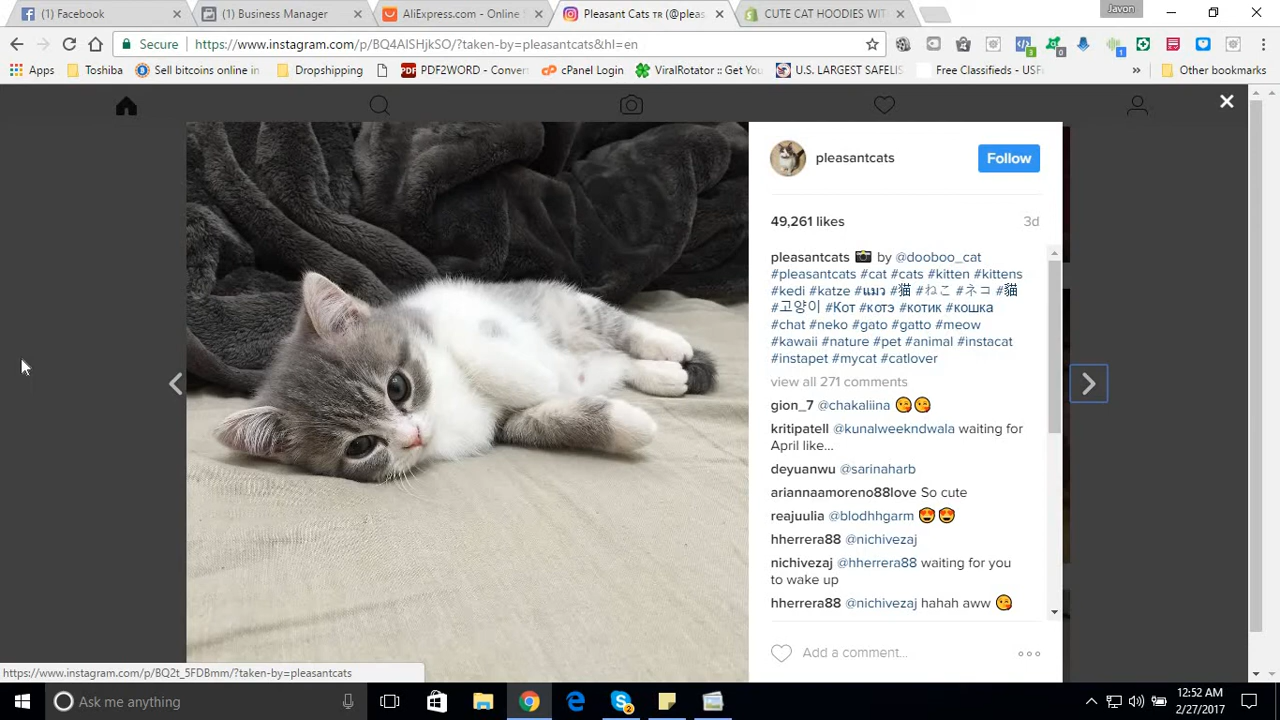 (1) Facebook
(1) Business Manager
AliExpress.com - Online
Pleasant Cats TR (@pleas
CUTE CAT HOODIES WIT
Javon
Secure
https://www.instagram.com/p/BQ4AISHjkSO/?taken-by=pleasantcats&hl=en
Apps
Toshiba
Sell bitcoins online in
Dropshipping
PDF2WORD - Convert
cPanel Login
ViralRotator :: Get You
U.S. LARGEST SAFELIS
Free Classifieds - USF
Other bookmarks
pleasantcats
Follow
49,261 likes
3d
pleasantcats 📷 by @dooboo_cat
#pleasantcats #cat #cats #kitten #kittens
#kedi #katze #แมว #猫 #ねこ #ネコ #貓
#고양이 #Кот #котэ #котик #кошка
#chat #neko #gato #gatto #meow
#kawaii #nature #pet #animal #instacat
#instapet #mycat #catlover
view all 271 comments
gion_7 @chakaliina 😋😋
kritipatell @kunalweekndwala waiting for
April like...
deyuanwu @sarinaharb
ariannaamoreno88love So cute
reajuulia @blodhhgarm 😍 😍
hherrera88 @nichivezaj
nichivezaj @hherrera88 waiting for you
to wake up
hherrera88 @nichivezaj hahah aww 😋
Add a comment...
https://www.instagram.com/p/BQ2t_5FDBmm/?taken-by=pleasantcats
Ask me anything
12:52 AM
2/27/2017